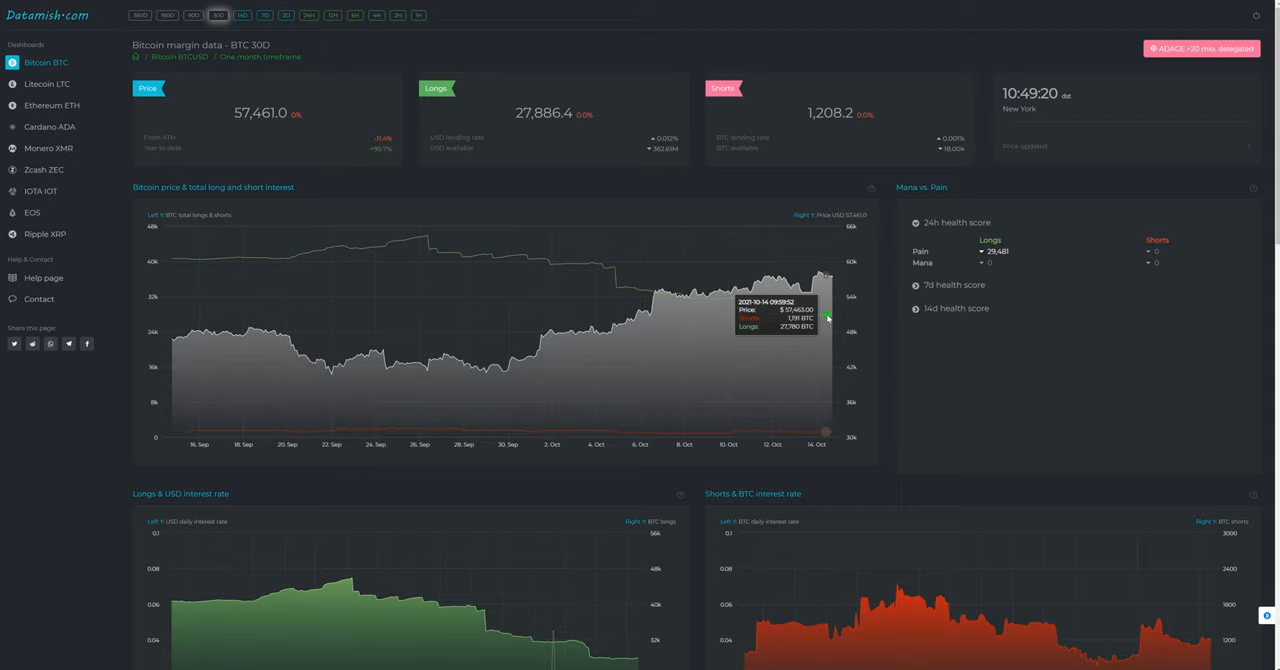 Datamish·com
360D 180D 90D 30D 14D 7D 2D 24H 12H 6H 4H 2H 1H
Dashboards
Bitcoin BTC
Litecoin LTC
Ethereum ETH
Cardano ADA
Monero XMR
Zcash ZEC
IOTA IOT
EOS
Ripple XRP
Help & Contact
Help page
Contact
Share this page:
Bitcoin margin data - BTC 30D
/ Bitcoin BTCUSD / One month timeframe
ADAGE +20 mio. delegated
Price
57,461.0 0%
From ATH -11.4%
Year to date +95.7%
Longs
27,886.4 0.0%
USD lending rate 0.012%
USD available 362.61M
Shorts
1,208.2 0.0%
BTC lending rate 0.001%
BTC available 18.00k
10:49:20 dst
New York
Price updated
Bitcoin price & total long and short interest
Left Y: BTC total longs & shorts Right Y: Price USD 57,461.0
48k 66k
40k 60k
32k 54k
24k 48k
16k 42k
8k 36k
0 30k
2021-10-14 09:59:52
Price: $ 57,463.00
Shorts: 1,191 BTC
Longs: 27,780 BTC
16. Sep 18. Sep 20. Sep 22. Sep 24. Sep 26. Sep 28. Sep 30. Sep 2. Oct 4. Oct 6. Oct 8. Oct 10. Oct 12. Oct 14. Oct
Mana vs. Pain
24h health score
Longs Shorts
Pain 29,481 0
Mana 0 0
7d health score
14d health score
Longs & USD interest rate
Left Y: USD daily interest rate Right Y: BTC longs
0.1 56k
0.08 48k
0.06 40k
0.04 32k
Shorts & BTC interest rate
Left Y: BTC daily interest rate Right Y: BTC shorts
0.1 3000
0.08 2400
0.06 1800
0.04 1200